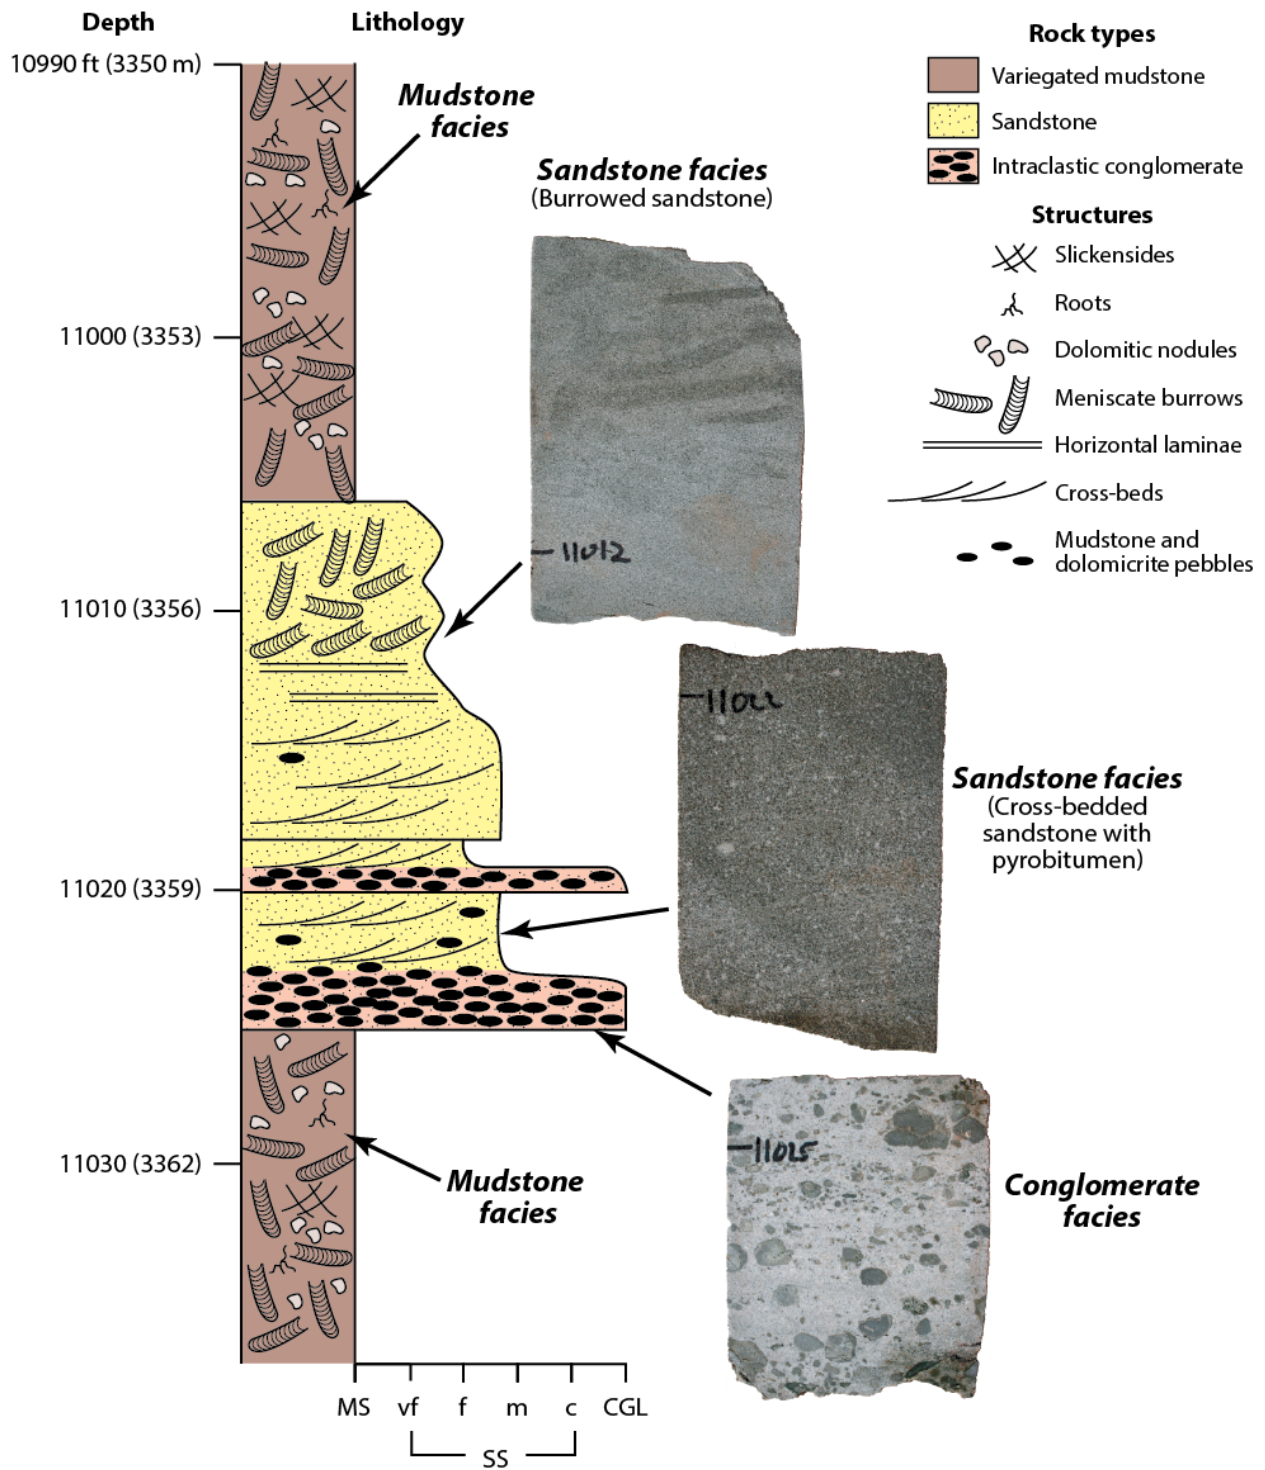 Depth
Lithology
10990 ft (3350 m)
11000 (3353)
11010 (3356)
11020 (3359)
11030 (3362)
Mudstone
facies
Sandstone facies
(Burrowed sandstone)
11012
11022
Sandstone facies
(Cross-bedded
sandstone with
pyrobitumen)
11025
Conglomerate
facies
Mudstone
facies
MS vf f m c CGL
SS
Rock types
Variegated mudstone
Sandstone
Intraclastic conglomerate
Structures
Slickensides
Roots
Dolomitic nodules
Meniscate burrows
Horizontal laminae
Cross-beds
Mudstone and
dolomicrite pebbles